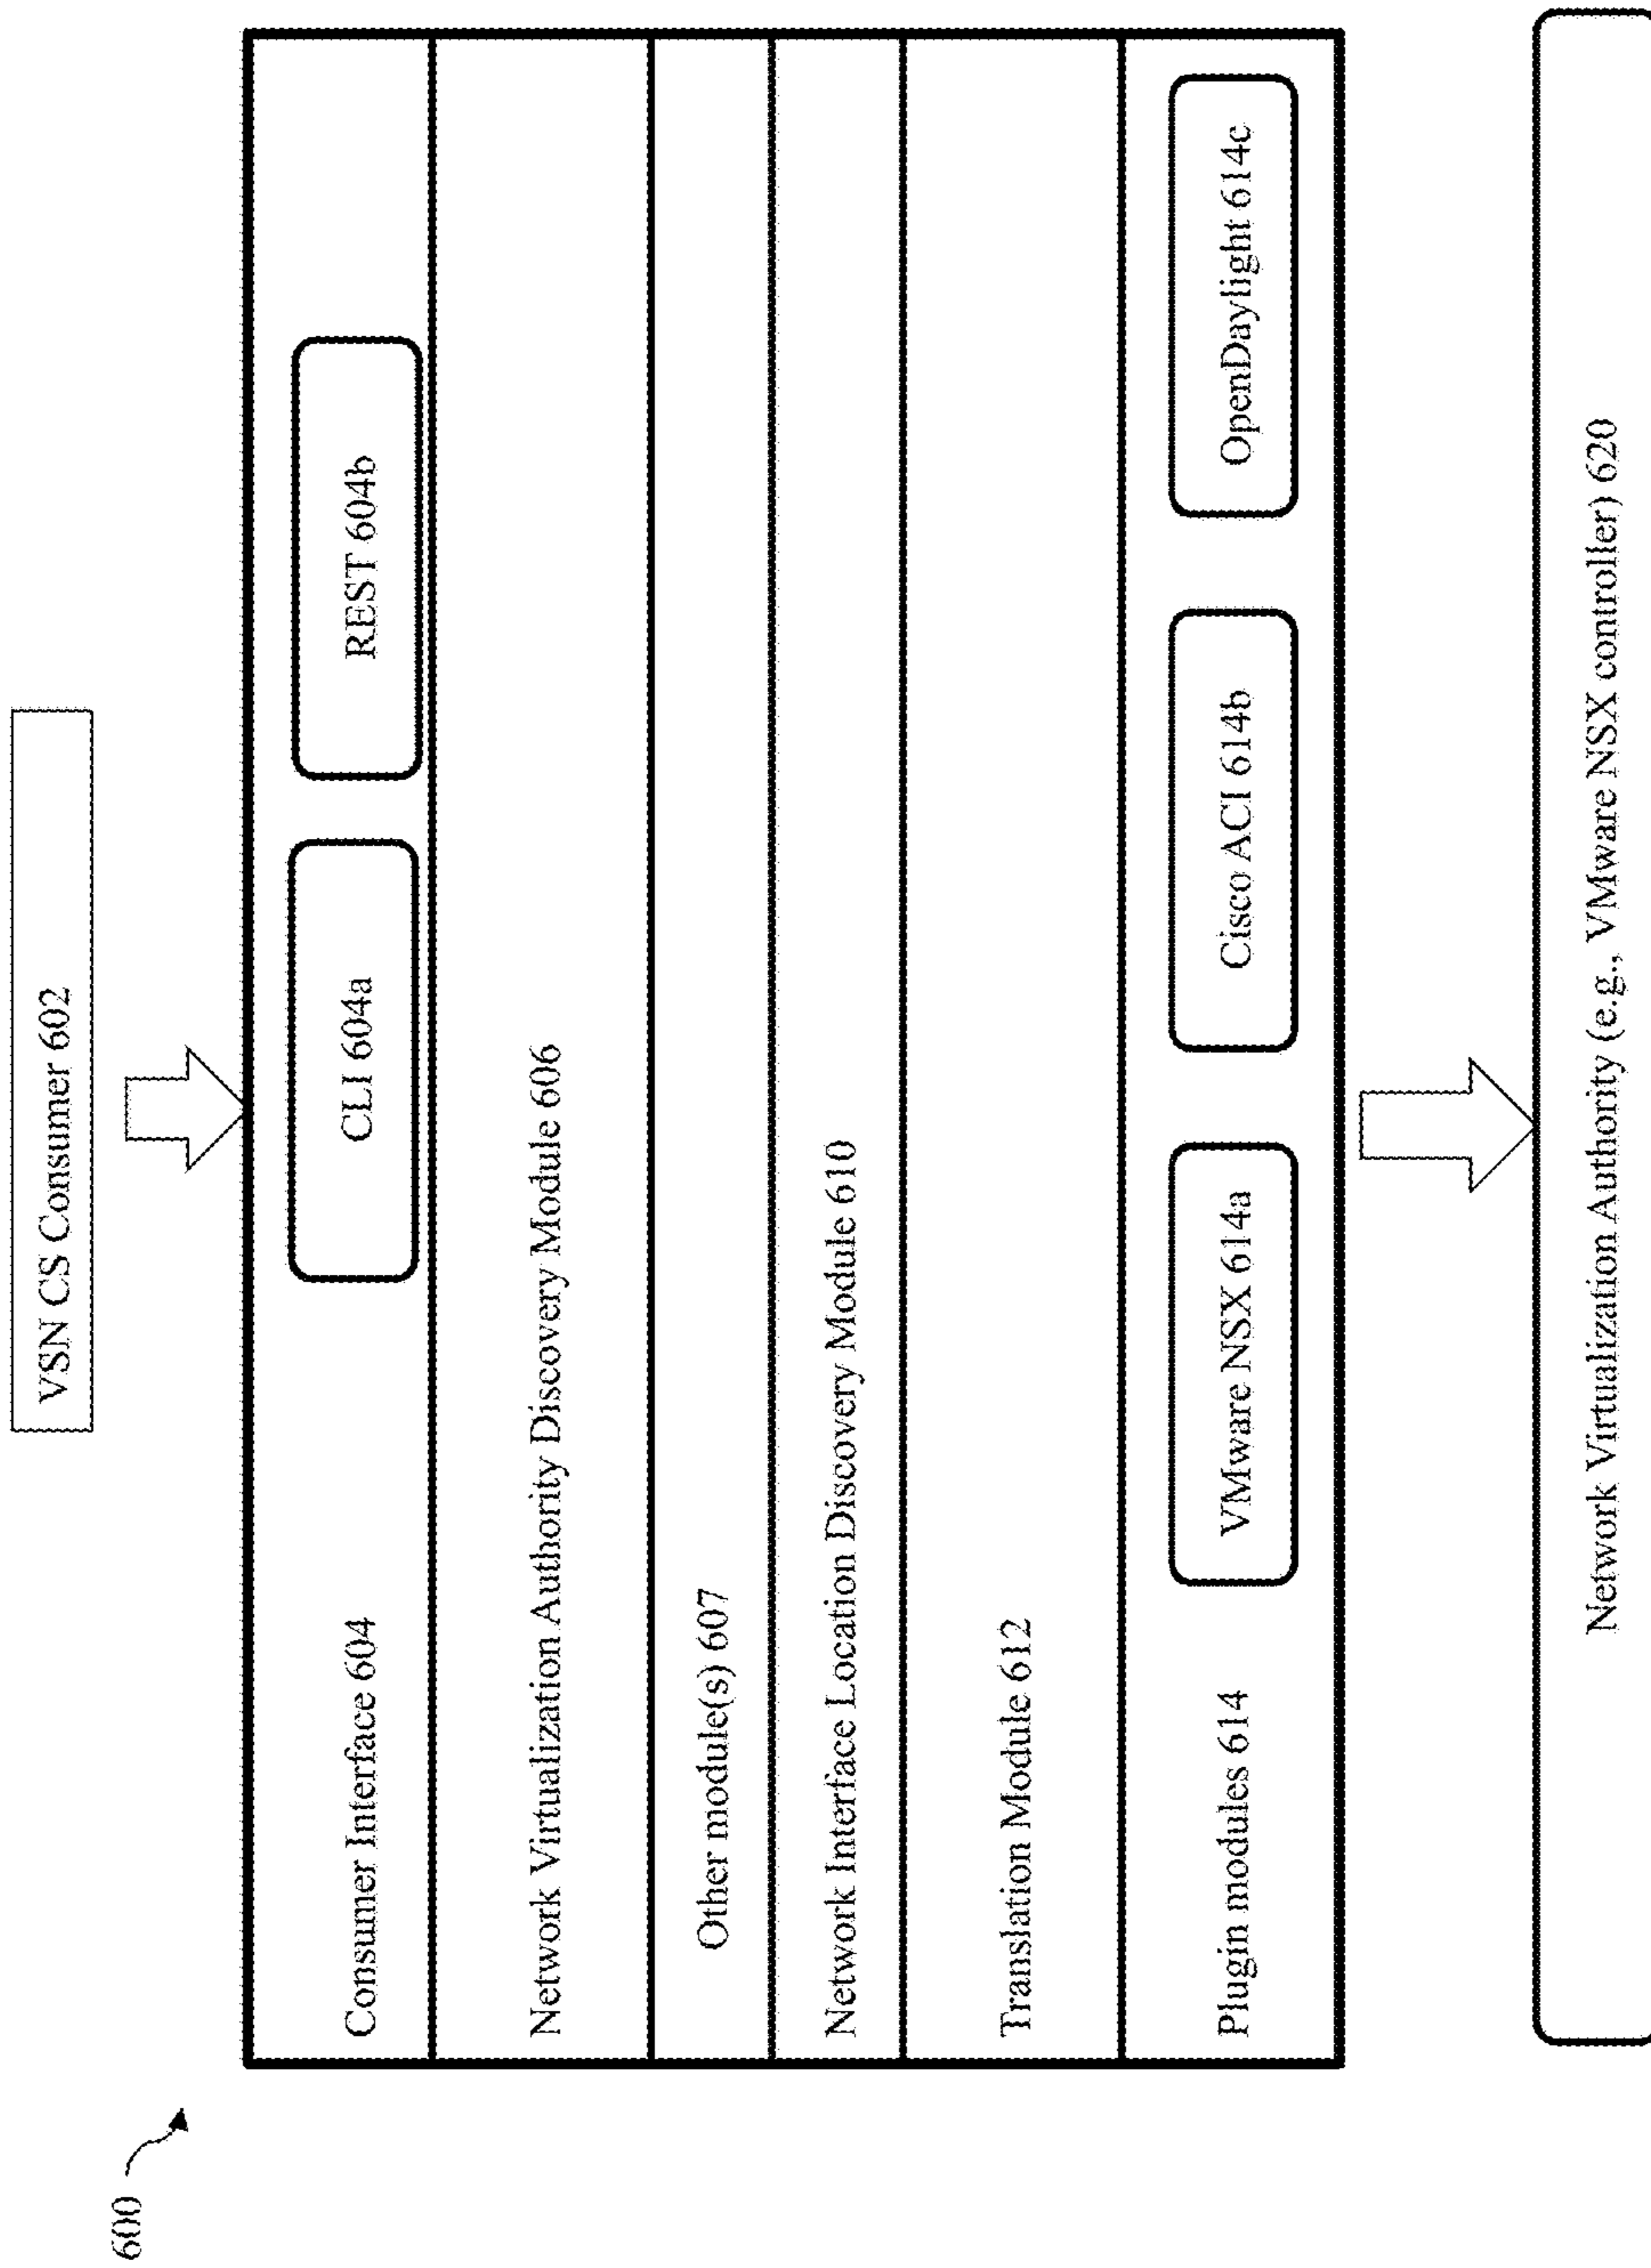 600
VSN CS Consumer 602
Consumer Interface 604
CLI 604a
REST 604b
Network Virtualization Authority Discovery Module 606
Other module(s) 607
Network Interface Location Discovery Module 610
Translation Module 612
Plugin modules 614
VMware NSX 614a
Cisco ACI 614b
OpenDaylight 614c
Network Virtualization Authority (e.g., VMware NSX controller) 620